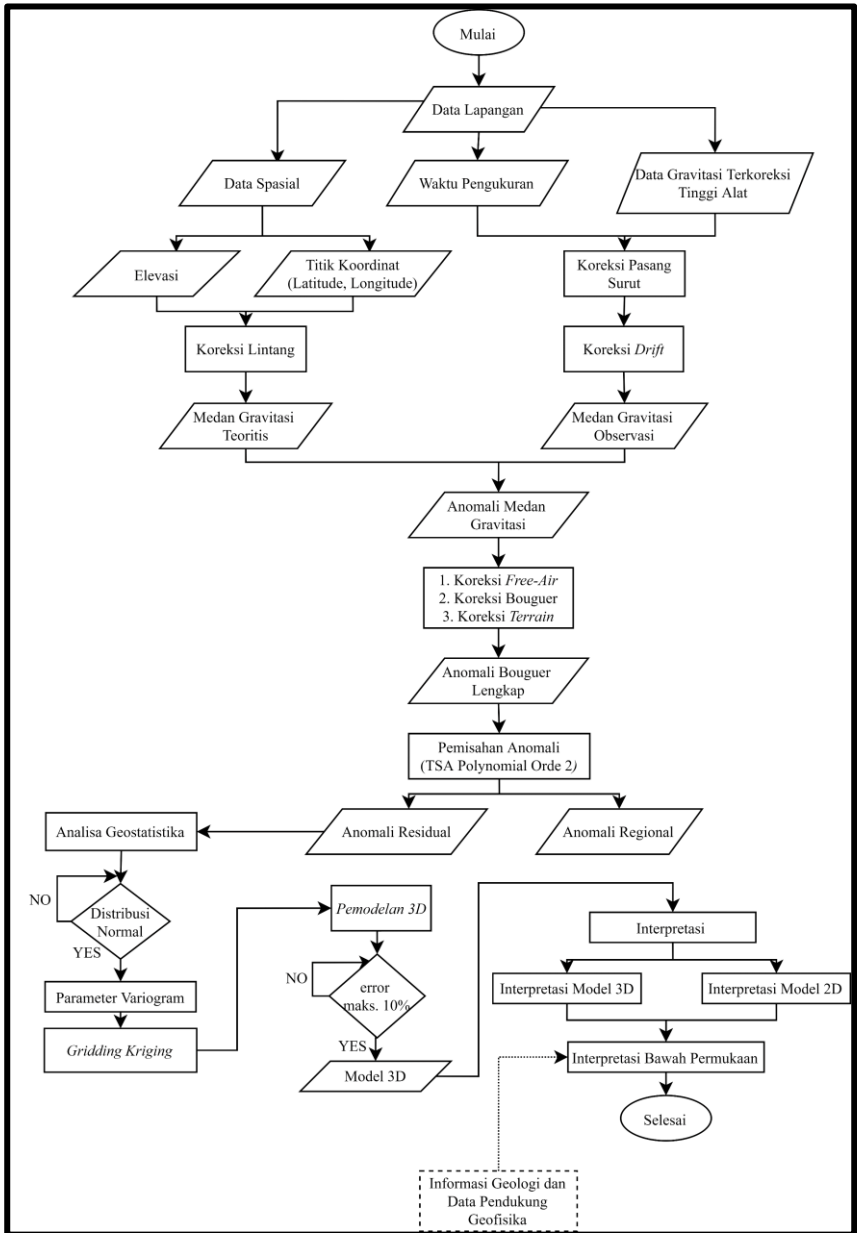 Mulai
Data Lapangan
Data Spasial
Waktu Pengukuran
Data Gravitasi Terkoreksi
Tinggi Alat
Elevasi
Titik Koordinat
(Latitude, Longitude)
Koreksi Pasang
Surut
Koreksi Lintang
Koreksi Drift
Medan Gravitasi
Teoritis
Medan Gravitasi
Observasi
Anomali Medan
Gravitasi
1. Koreksi Free-Air
2. Koreksi Bouguer
3. Koreksi Terrain
Anomali Bouguer
Lengkap
Pemisahan Anomali
(TSA Polynomial Orde 2)
Anomali Residual
Anomali Regional
Analisa Geostatistika
NO
Distribusi
Normal
YES
Parameter Variogram
Gridding Kriging
Pemodelan 3D
NO
error
maks. 10%
YES
Model 3D
Interpretasi
Interpretasi Model 3D
Interpretasi Model 2D
Interpretasi Bawah Permukaan
Selesai
Informasi Geologi dan
Data Pendukung
Geofisika